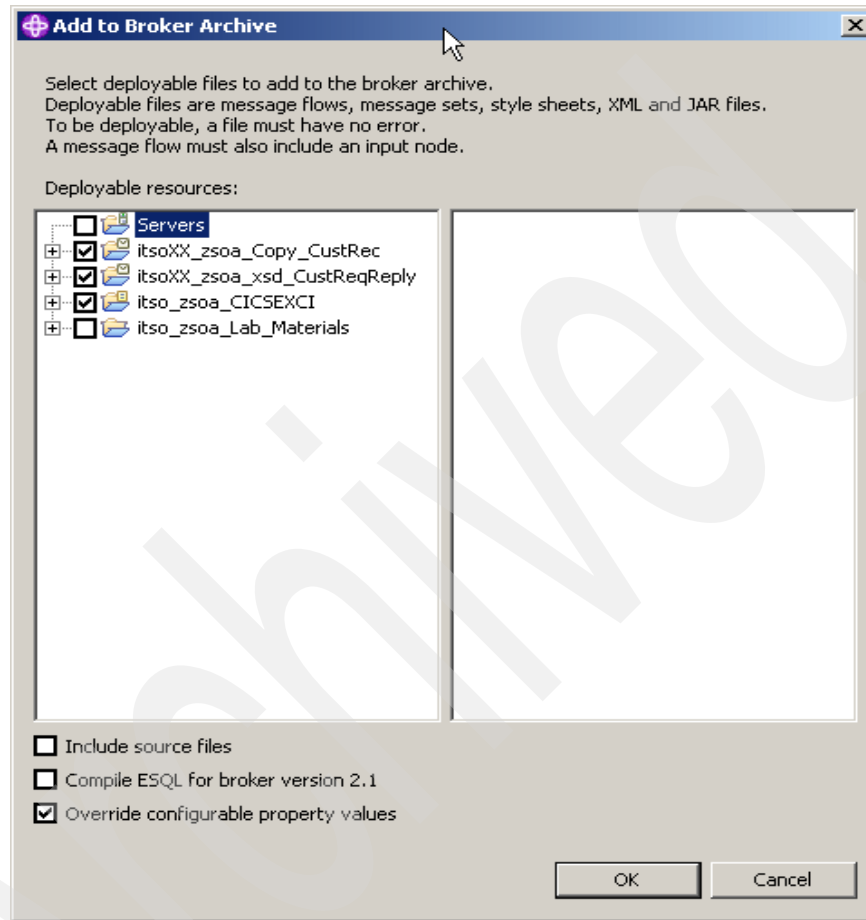 Add to Broker Archive
Select deployable files to add to the broker archive.
Deployable files are message flows, message sets, style sheets, XML and JAR files.
To be deployable, a file must have no error.
A message flow must also include an input node.
Deployable resources:
Servers
itsoXX_zsoa_Copy_CustRec
itsoXX_zsoa_xsd_CustReqReply
itso_zsoa_CICSEXCI
itso_zsoa_Lab_Materials
Include source files
Compile ESQL for broker version 2.1
Override configurable property values
OK
Cancel